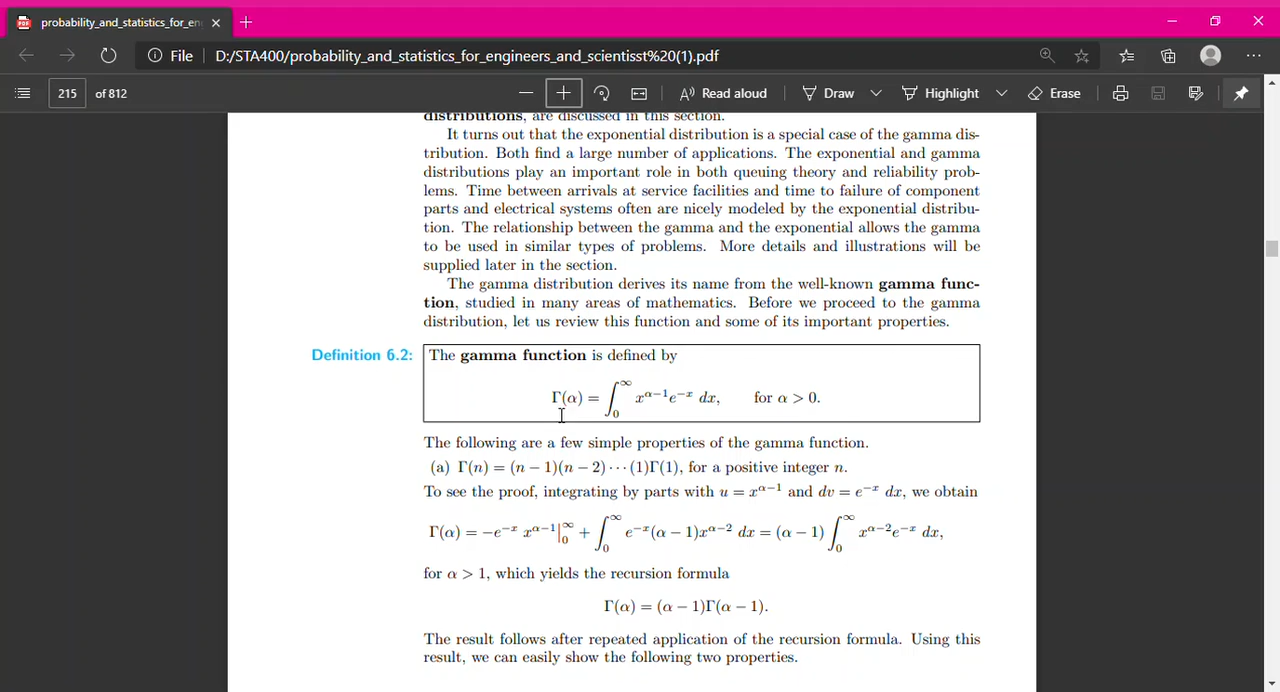 probability_and_statistics_for_en
File D:/STA400/probability_and_statistics_for_engineers_and_scientisst%20(1).pdf
215 of 812 Read aloud Draw Highlight Erase
distributions, are discussed in this section.
It turns out that the exponential distribution is a special case of the gamma dis-
tribution. Both find a large number of applications. The exponential and gamma
distributions play an important role in both queuing theory and reliability prob-
lems. Time between arrivals at service facilities and time to failure of component
parts and electrical systems often are nicely modeled by the exponential distribu-
tion. The relationship between the gamma and the exponential allows the gamma
to be used in similar types of problems. More details and illustrations will be
supplied later in the section.
The gamma distribution derives its name from the well-known gamma func-
tion, studied in many areas of mathematics. Before we proceed to the gamma
distribution, let us review this function and some of its important properties.
Definition 6.2: The gamma function is defined by
Γ(α) = ∫₀^∞ x^{α−1}e^{−x} dx, for α > 0.
The following are a few simple properties of the gamma function.
(a) Γ(n) = (n − 1)(n − 2)···(1)Γ(1), for a positive integer n.
To see the proof, integrating by parts with u = x^{α−1} and dv = e^{−x} dx, we obtain
Γ(α) = −e^{−x} x^{α−1}|₀^∞ + ∫₀^∞ e^{−x}(α − 1)x^{α−2} dx = (α − 1) ∫₀^∞ x^{α−2}e^{−x} dx,
for α > 1, which yields the recursion formula
Γ(α) = (α − 1)Γ(α − 1).
The result follows after repeated application of the recursion formula. Using this
result, we can easily show the following two properties.